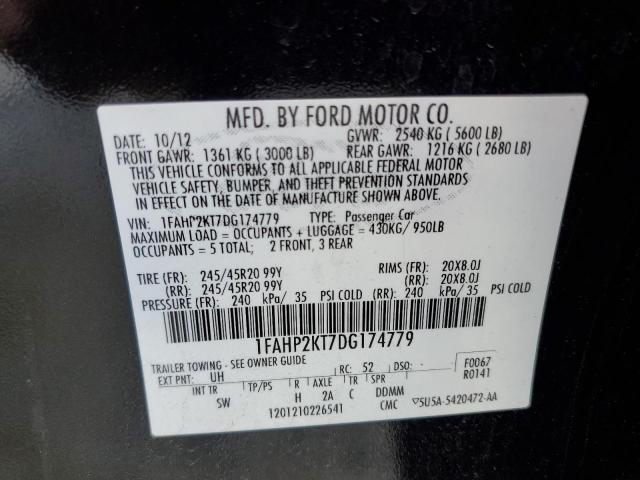 MFD. BY FORD MOTOR CO.
DATE: 10/12 GVWR: 2540 KG ( 5600 LB)
FRONT GAWR: 1361 KG ( 3000 LB) REAR GAWR: 1216 KG ( 2680 LB)
THIS VEHICLE CONFORMS TO ALL APPLICABLE FEDERAL MOTOR
VEHICLE SAFETY, BUMPER, AND THEFT PREVENTION STANDARDS
IN EFFECT ON THE DATE OF MANUFACTURE SHOWN ABOVE.
VIN: 1FAHP2KT7DG174779 TYPE: Passenger Car
MAXIMUM LOAD = OCCUPANTS + LUGGAGE = 430KG/ 950LB
OCCUPANTS = 5 TOTAL; 2 FRONT, 3 REAR
TIRE (FR): 245/45R20 99Y RIMS (FR): 20X8.0J
(RR): 245/45R20 99Y (RR): 20X8.0J
PRESSURE (FR): 240 kPa/ 35 PSI COLD (RR): 240 kPa/ 35 PSI COLD
1FAHP2KT7DG174779
TRAILER TOWING - SEE OWNER GUIDE
EXT PNT: UH RC: 52 DSO: - F0067
INT TR TP/PS R AXLE TR SPR R0141
SW H 2A C DDMM
1201210226541 CMC ▽5U5A-5420472-AA